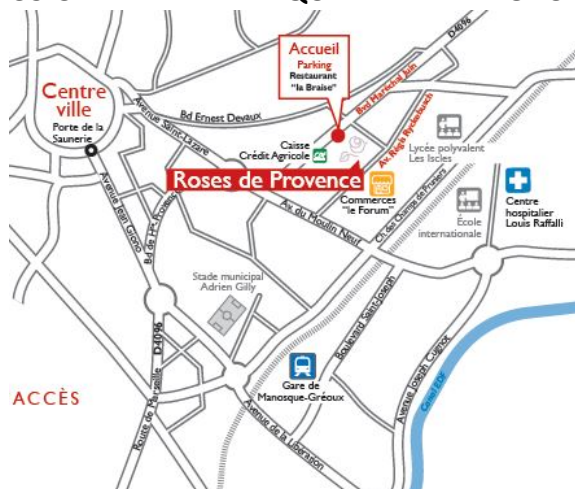 Accueil
Parking
Restaurant
"la Braise"
D4096
Centre
ville
Porte de la
Saunerie
Bd Ernest Devaux
Avenue Saint-Lazare
Bvd Maréchal Juin
Av. Régis Ryckebusch
Caisse
Crédit Agricole
Lycée polyvalent
Les Iscles
Roses de Provence
Commerces
"le Forum"
Ch. des Champs de Pruniers
École
internationale
Centre
hospitalier
Louis Raffalli
Avenue Jean Giono
Bd de Hte Provence
Av. du Moulin Neuf
Stade municipal
Adrien Gilly
Boulevard Saint-Joseph
Gare de
Manosque-Gréoux
Avenue Joseph Cugnot
Canal EDF
D4096
Route de Marseille
Avenue de la Libération
ACCÈS